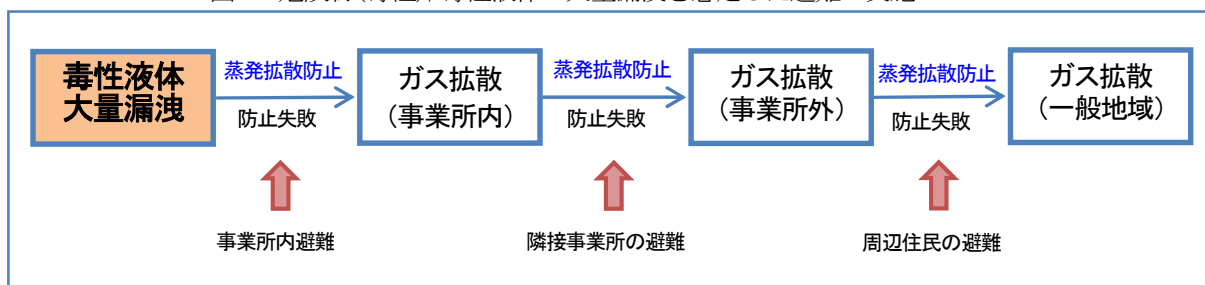 毒性液体
大量漏洩
蒸発拡散防止
防止失敗
ガス拡散
(事業所内)
蒸発拡散防止
防止失敗
ガス拡散
(事業所外)
蒸発拡散防止
防止失敗
ガス拡散
(一般地域)
事業所内避難
隣接事業所の避難
周辺住民の避難